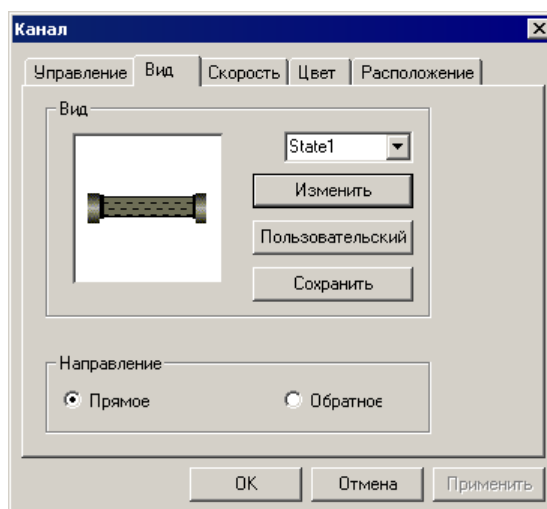 Канал
Управление Вид Скорость Цвет Расположение
Вид
State1
Изменить
Пользовательский
Сохранить
Направление
Прямое Обратное
OK Отмена Применить